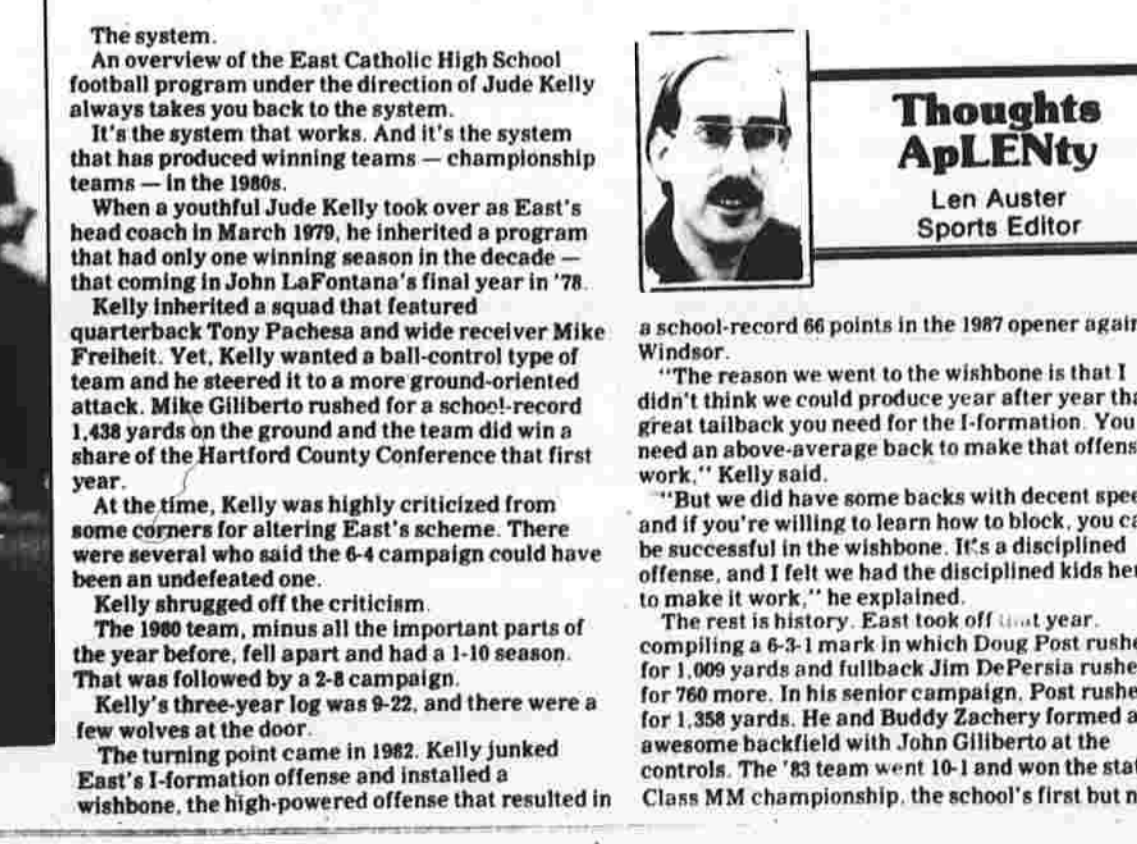 The system.
An overview of the East Catholic High School
football program under the direction of Jude Kelly
always takes you back to the system.
It's the system that works. And it's the system
that has produced winning teams — championship
teams — in the 1980s.
When a youthful Jude Kelly took over as East's
head coach in March 1979, he inherited a program
that had only one winning season in the decade —
that coming in John LaFontana's final year in '78.
Kelly inherited a squad that featured
quarterback Tony Pachesa and wide receiver Mike
Freiheit. Yet, Kelly wanted a ball-control type of
team and he steered it to a more ground-oriented
attack. Mike Giliberto rushed for a school-record
1,438 yards on the ground and the team did win a
share of the Hartford County Conference that first
year.
At the time, Kelly was highly criticized from
some corners for altering East's scheme. There
were several who said the 6-4 campaign could have
been an undefeated one.
Kelly shrugged off the criticism.
The 1980 team, minus all the important parts of
the year before, fell apart and had a 1-10 season.
That was followed by a 2-8 campaign.
Kelly's three-year log was 9-22, and there were a
few wolves at the door.
The turning point came in 1982. Kelly junked
East's I-formation offense and installed a
wishbone, the high-powered offense that resulted in
Thoughts
ApLENty
Len Auster
Sports Editor
a school-record 66 points in the 1987 opener again
Windsor.
"The reason we went to the wishbone is that I
didn't think we could produce year after year tha
great tailback you need for the I-formation. You
need an above-average back to make that offens
work," Kelly said.
"But we did have some backs with decent spee
and if you're willing to learn how to block, you ca
be successful in the wishbone. It's a disciplined
offense, and I felt we had the disciplined kids her
to make it work," he explained.
The rest is history. East took off that year,
compiling a 6-3-1 mark in which Doug Post rushe
for 1,009 yards and fullback Jim DePersia rushe
for 760 more. In his senior campaign, Post rushe
for 1,358 yards. He and Buddy Zachery formed a
awesome backfield with John Giliberto at the
controls. The '83 team went 10-1 and won the stat
Class MM championship, the school's first but n